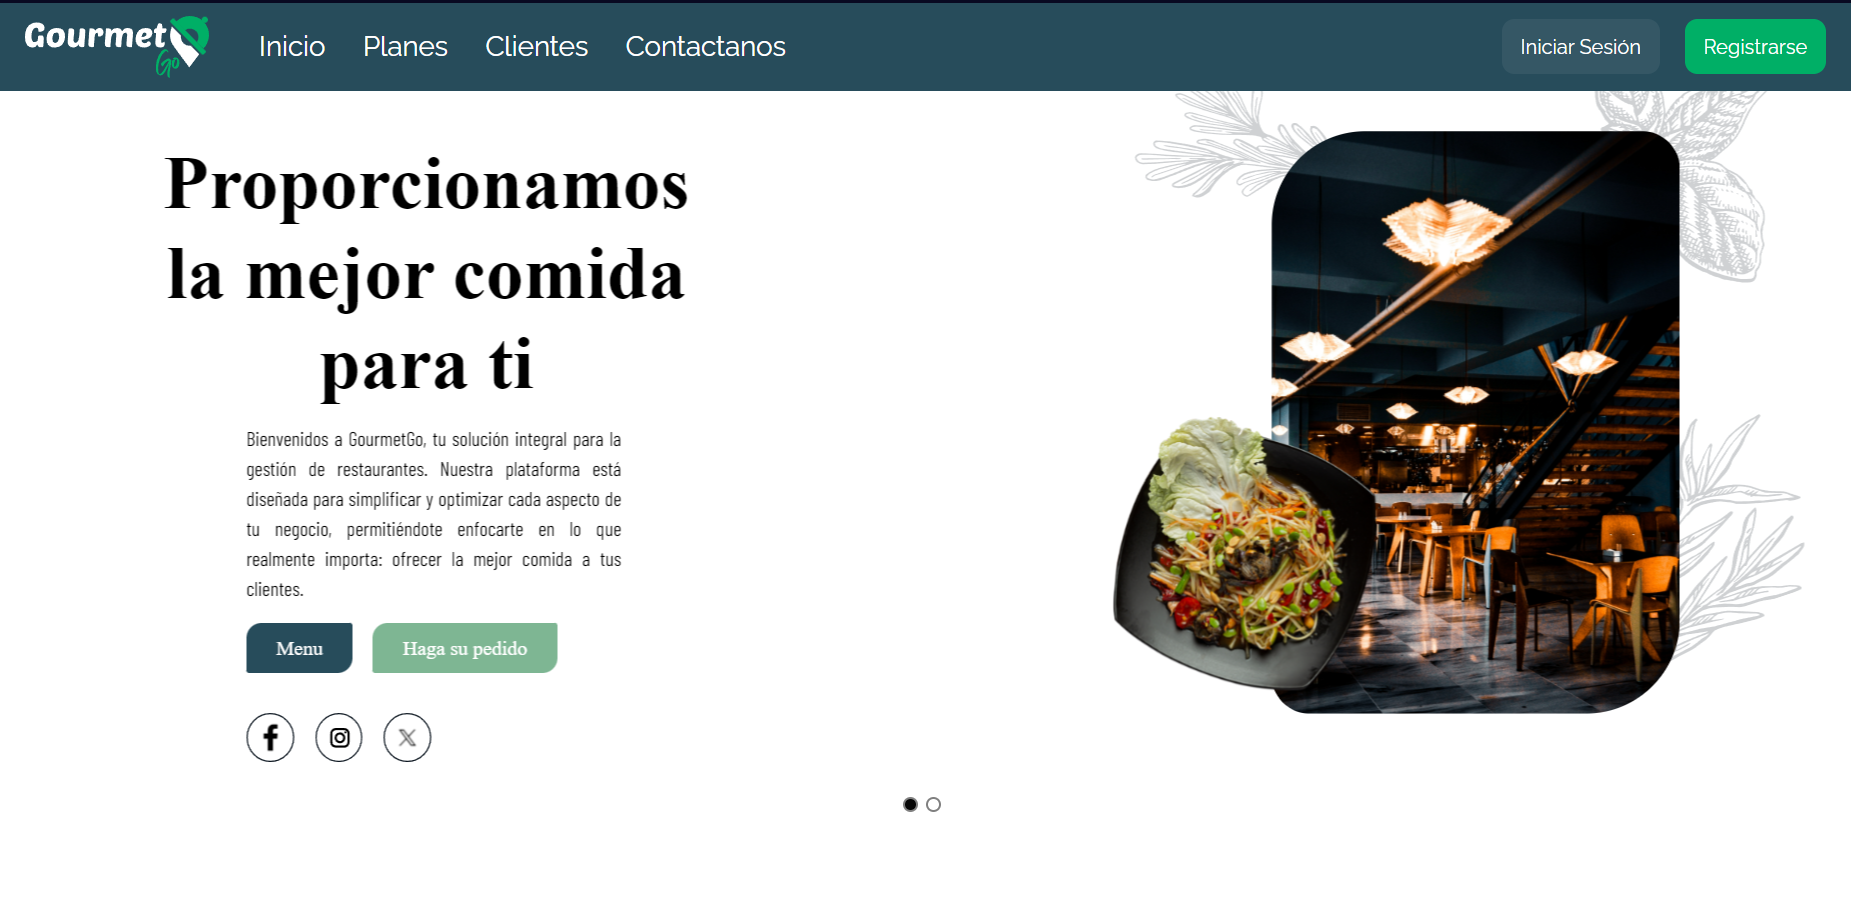 Gourmet
Go
Inicio
Planes
Clientes
Contactanos
Iniciar Sesión
Registrarse
Proporcionamos
la mejor comida
para ti
Bienvenidos a GourmetGo, tu solución integral para la
gestión de restaurantes. Nuestra plataforma está
diseñada para simplificar y optimizar cada aspecto de
tu negocio, permitiéndote enfocarte en lo que
realmente importa: ofrecer la mejor comida a tus
clientes.
Menu
Haga su pedido